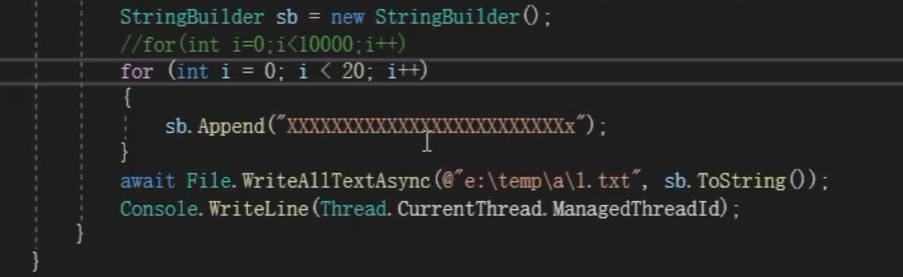 StringBuilder sb = new StringBuilder();
//for(int i=0;i<10000;i++)
for (int i = 0; i < 20; i++)
{
sb.Append("XXXXXXXXXXXXXXXXXXXXXXXXXx");
}
await File.WriteAllTextAsync(@"e:\temp\a\1.txt", sb.ToString());
Console.WriteLine(Thread.CurrentThread.ManagedThreadId);
}
}